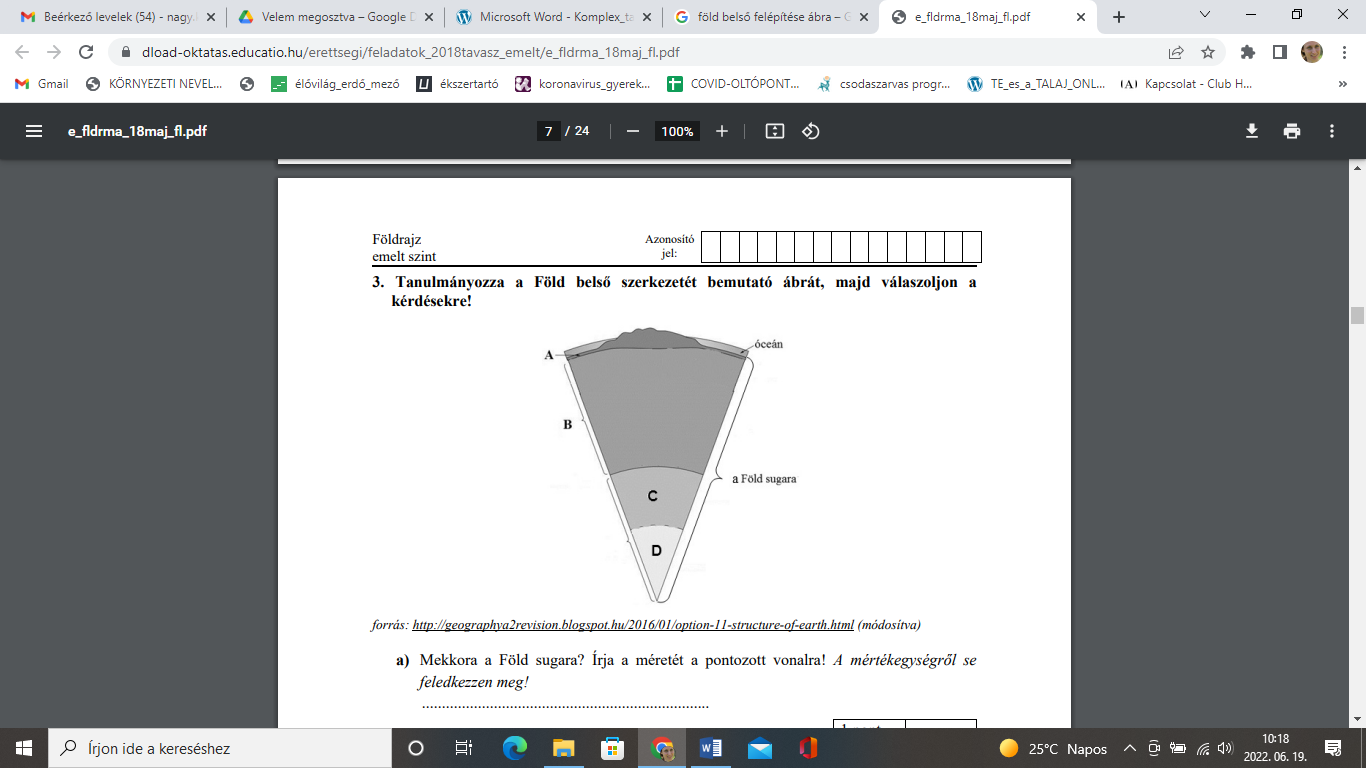 Beérkező levelek (54) - nagy.
Velem megosztva – Google D
Microsoft Word - Komplex_ta
föld belső felépítése ábra – G
e_fldrma_18maj_fl.pdf
dload-oktatas.educatio.hu/erettsegi/feladatok_2018tavasz_emelt/e_fldrma_18maj_fl.pdf
Gmail
KÖRNYEZETI NEVEL...
élővilág_erdő_mező
ékszertartó
koronavirus_gyerek...
COVID-OLTÓPONT...
csodaszarvas progr...
TE_es_a_TALAJ_ONL...
(A) Kapcsolat - Club H...
»
e_fldrma_18maj_fl.pdf
7 / 24
100%
Földrajz
emelt szint
Azonosító
jel:
3. Tanulmányozza a Föld belső szerkezetét bemutató ábrát, majd válaszoljon a
kérdésekre!
A
óceán
B
a Föld sugara
C
D
forrás: http://geographya2revision.blogspot.hu/2016/01/option-11-structure-of-earth.html (módosítva)
a) Mekkora a Föld sugara? Írja a méretét a pontozott vonalra! A mértékegységről se
feledkezzen meg!
........................................................................
Írjon ide a kereséshez
25°C Napos
10:18
2022. 06. 19.